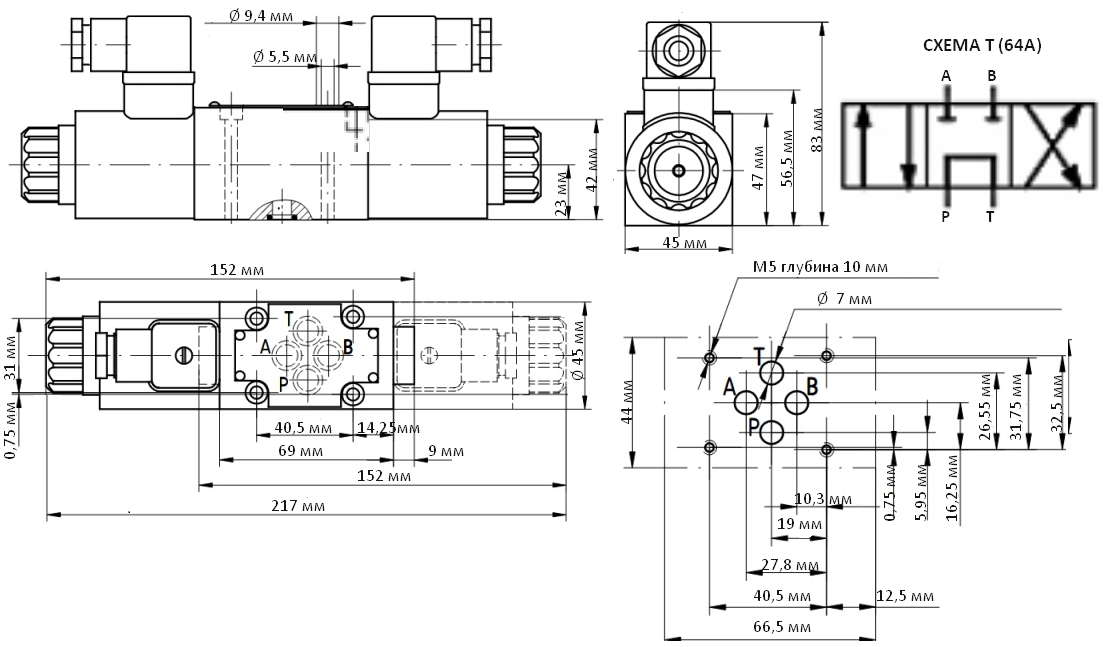 Ø 9,4 мм
Ø 5,5 мм
23 мм
42 мм
47 мм
56,5 мм
83 мм
45 мм
СХЕМА Т (64А)
A B
P T
152 мм
31 мм
0,75 мм
T
A B
P
Ø 45 мм
40,5 мм
14,25мм
69 мм
9 мм
152 мм
217 мм
М5 глубина 10 мм
Ø 7 мм
44 мм
T
A B
P
26,55 мм
31,75 мм
32,5 мм
0,75 мм
5,95 мм
16,25 мм
10,3 мм
19 мм
27,8 мм
40,5 мм
12,5 мм
66,5 мм